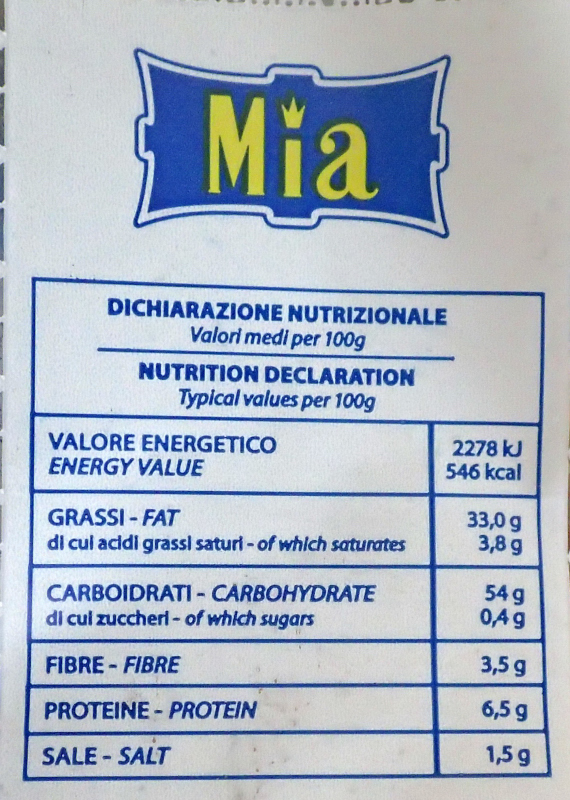 Mia
DICHIARAZIONE NUTRIZIONALE
Valori medi per 100g
NUTRITION DECLARATION
Typical values per 100g
VALORE ENERGETICO 2278 kJ
ENERGY VALUE 546 kcal
GRASSI - FAT 33,0 g
di cui acidi grassi saturi - of which saturates 3,8 g
CARBOIDRATI - CARBOHYDRATE 54 g
di cui zuccheri - of which sugars 0,4 g
FIBRE - FIBRE 3,5 g
PROTEINE - PROTEIN 6,5 g
SALE - SALT 1,5 g